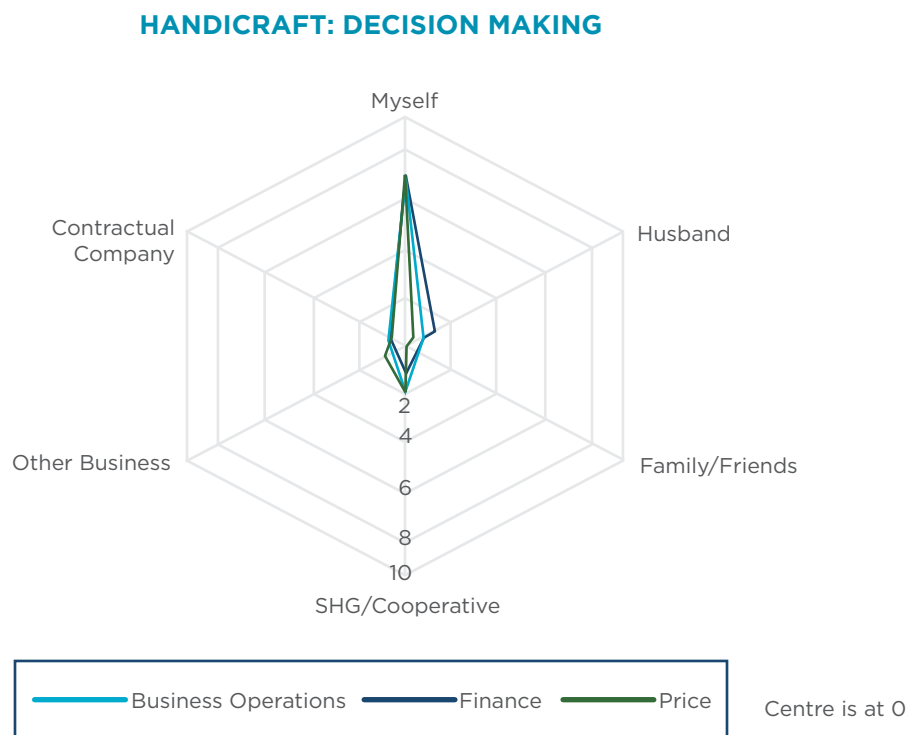 HANDICRAFT: DECISION MAKING
Myself
Contractual
Company
Husband
Other Business
Family/Friends
2
4
6
8
10
SHG/Cooperative
Business Operations
Finance
Price
Centre is at 0